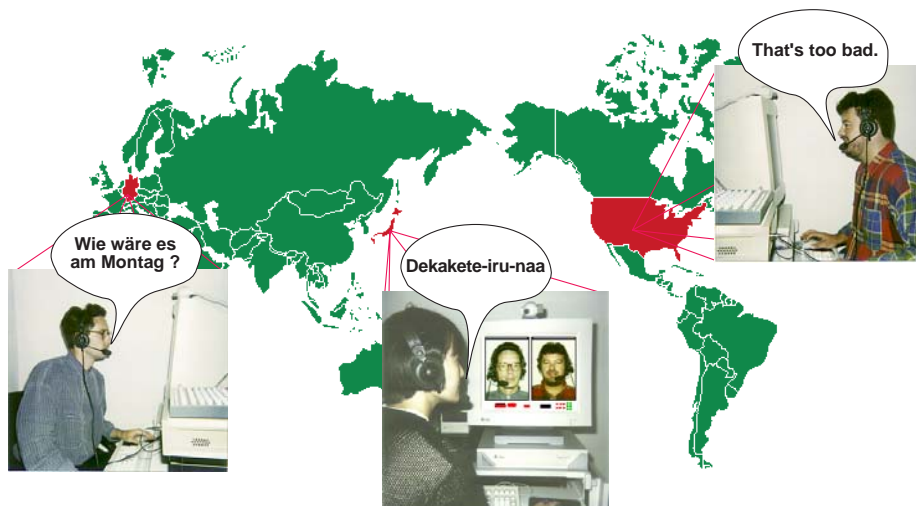 That's too bad.
Wie wäre es
am Montag ?
Dekakete-iru-naa